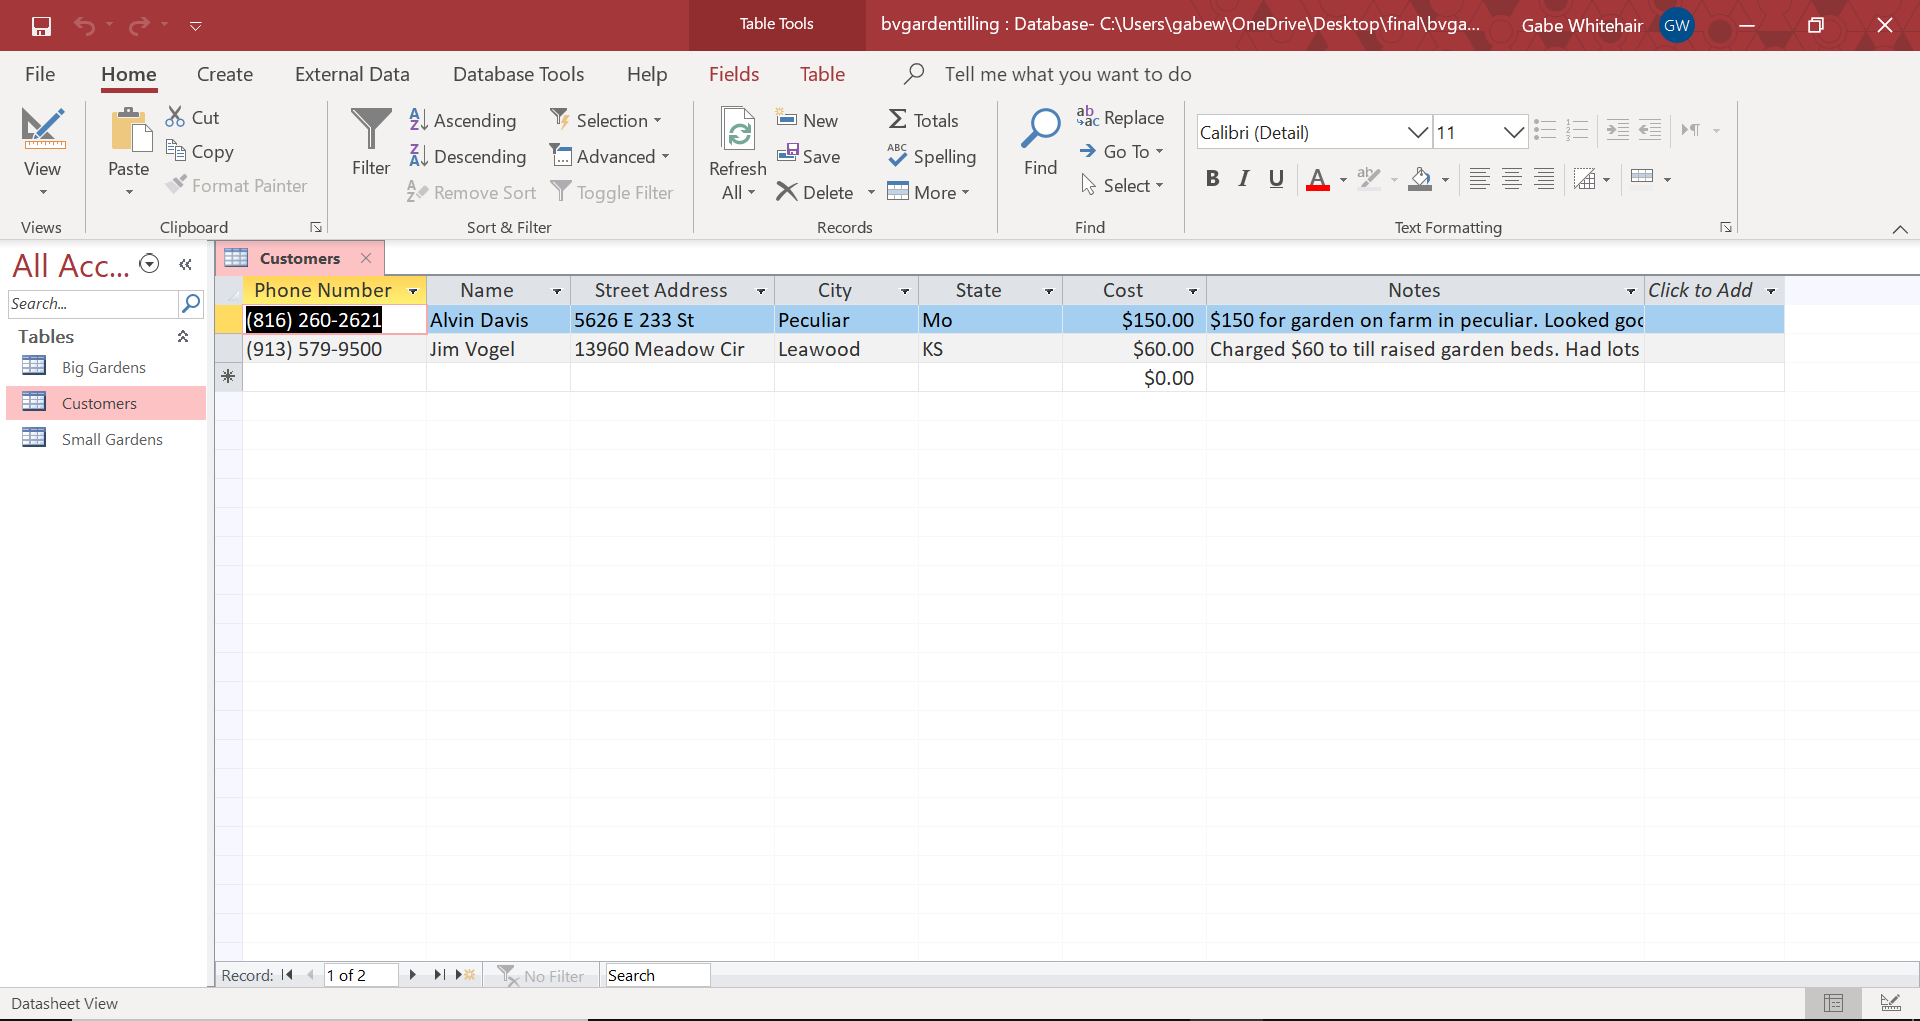 Table Tools bvgardentilling : Database- C:\Users\gabew\OneDrive\Desktop\final\bvga... Gabe Whitehair GW
File Home Create External Data Database Tools Help Fields Table Tell me what you want to do
View
Views
Paste
Cut
Copy
Format Painter
Clipboard
Filter
Ascending
Descending
Remove Sort
Selection
Advanced
Toggle Filter
Sort & Filter
Refresh
All
New
Save
Delete
Totals
Spelling
More
Records
Find
Replace
Go To
Select
Find
Calibri (Detail) 11
B I U A
Text Formatting
All Acc...
Search...
Tables
Big Gardens
Customers
Small Gardens
Customers
Phone Number Name Street Address City State Cost Notes Click to Add
(816) 260-2621 Alvin Davis 5626 E 233 St Peculiar Mo $150.00 $150 for garden on farm in peculiar. Looked goo
(913) 579-9500 Jim Vogel 13960 Meadow Cir Leawood KS $60.00 Charged $60 to till raised garden beds. Had lots
$0.00
Record: 1 of 2 No Filter Search
Datasheet View